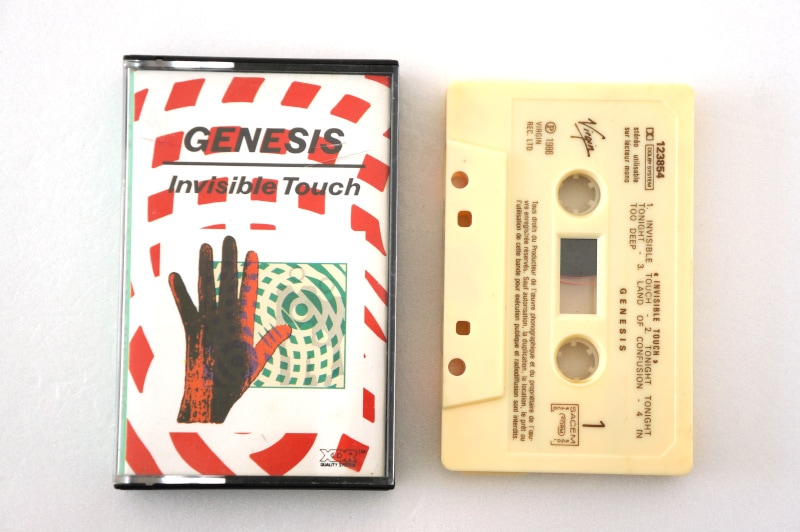 GENESIS
Invisible Touch
XDR™
QUALITY SYSTEM
123854
DOLBY SYSTEM
stéréo utilisable
sur lecteur mono
Virgin
Ⓟ 1986
VIRGIN
REC. LTD
« INVISIBLE TOUCH »
1. INVISIBLE TOUCH - 2. TONIGHT TONIGHT
TONIGHT - 3. LAND OF CONFUSION - 4. IN
TOO DEEP
GENESIS
Tous droits du Producteur de l'œuvre phonographique et du propriétaire de l'œu-
vre enregistrée réservés. Sauf autorisation, la duplication, la location, le prêt ou
l'utilisation de cette bande pour exécution publique et radiodiffusion sont interdits.
1
SACEM